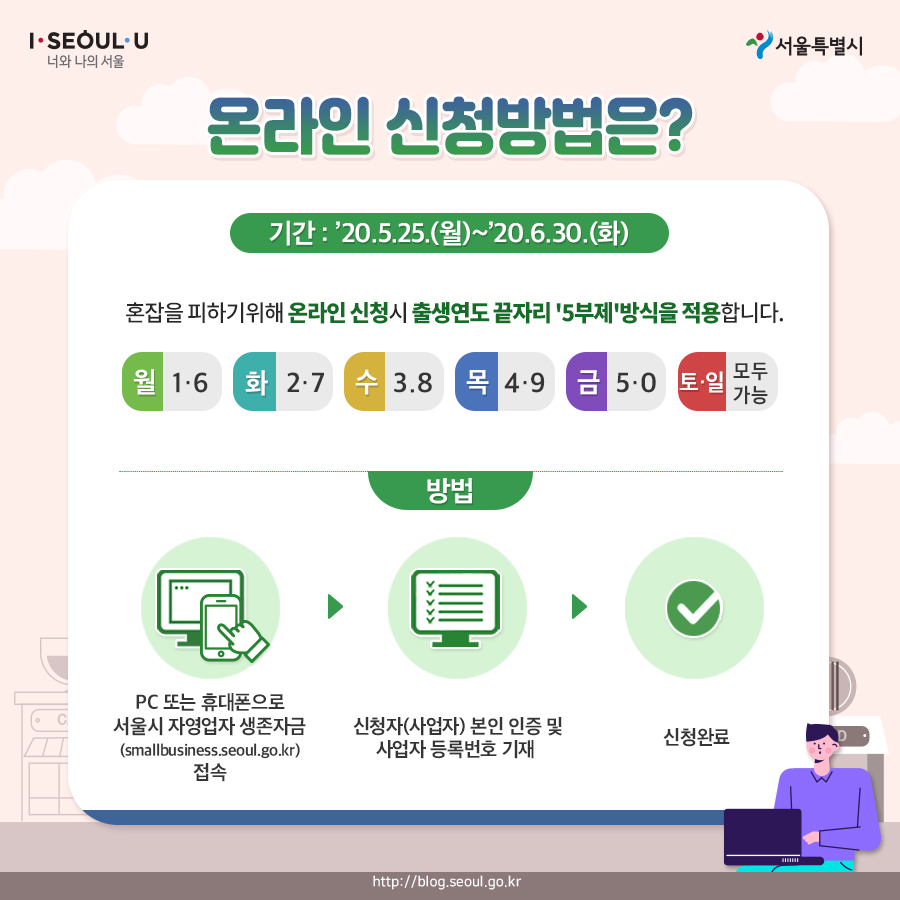 I·SEOUL·U
너와 나의 서울
서울특별시
온라인 신청방법은?
기간 : ’20.5.25.(월)~’20.6.30.(화)
혼잡을 피하기위해 온라인 신청시 출생연도 끝자리 '5부제'방식을 적용합니다.
월 1·6 화 2·7 수 3.8 목 4·9 금 5·0 토·일 모두 가능
방법
PC 또는 휴대폰으로
서울시 자영업자 생존자금
(smallbusiness.seoul.go.kr)
접속
신청자(사업자) 본인 인증 및
사업자 등록번호 기재
신청완료
http://blog.seoul.go.kr